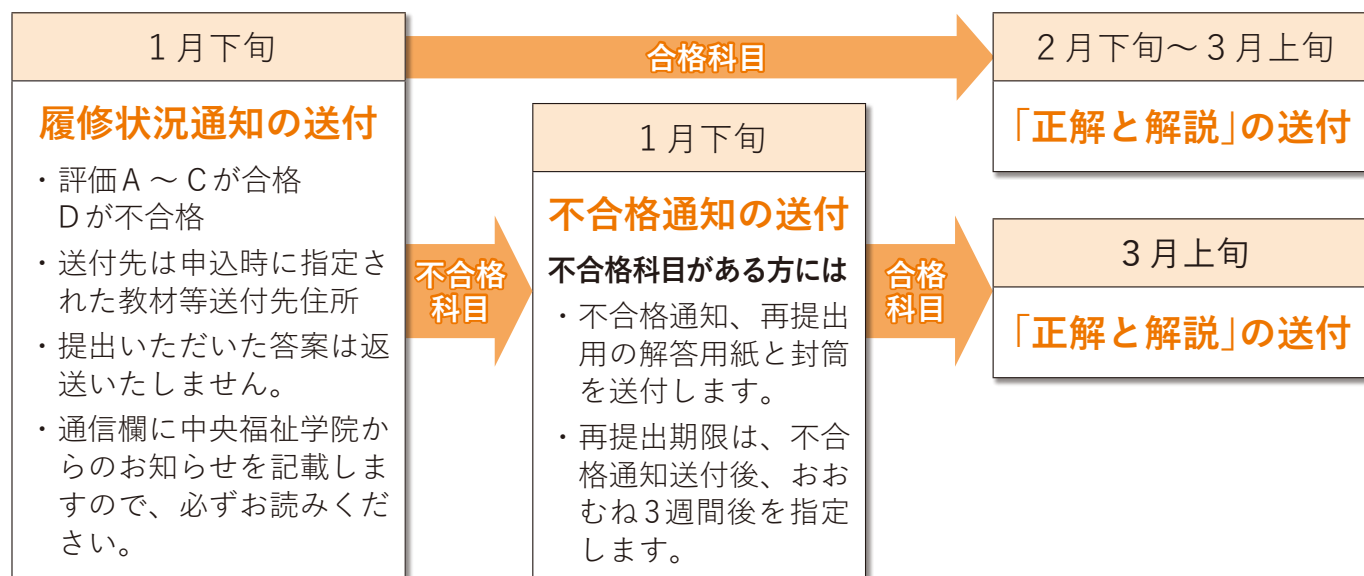 1月下旬
履修状況通知の送付
・評価A～Cが合格
Dが不合格
・送付先は申込時に指定さ
れた教材等送付先住所
・提出いただいた答案は返
送いたしません。
・通信欄に中央福祉学院か
らのお知らせを記載しま
すので、必ずお読みくだ
さい。
合格科目
不合格
科目
1月下旬
不合格通知の送付
不合格科目がある方には
・不合格通知、再提出
用の解答用紙と封筒
を送付します。
・再提出期限は、不合
格通知送付後、おお
むね3週間後を指定
します。
合格
科目
2月下旬～3月上旬
「正解と解説」の送付
3月上旬
「正解と解説」の送付